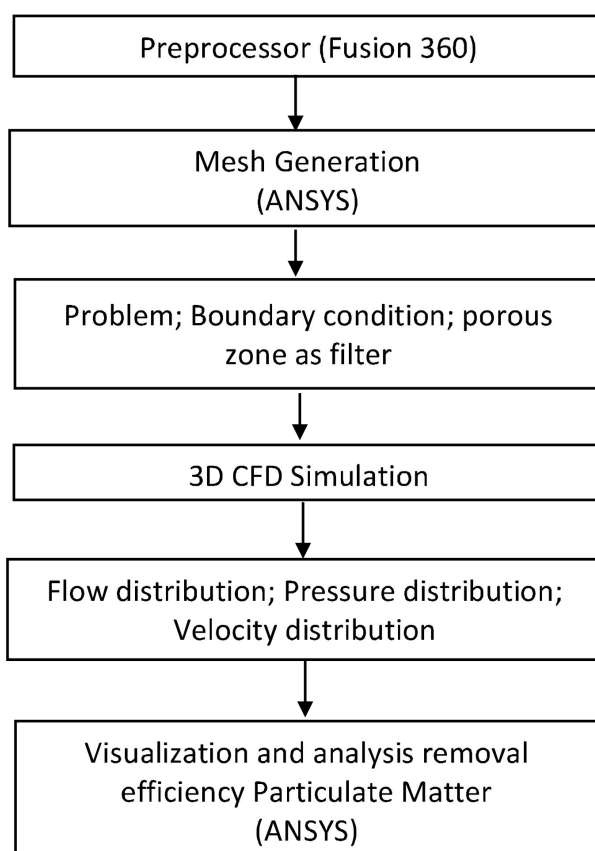 Preprocessor (Fusion 360)
Mesh Generation
(ANSYS)
Problem; Boundary condition; porous
zone as filter
3D CFD Simulation
Flow distribution; Pressure distribution;
Velocity distribution
Visualization and analysis removal
efficiency Particulate Matter
(ANSYS)